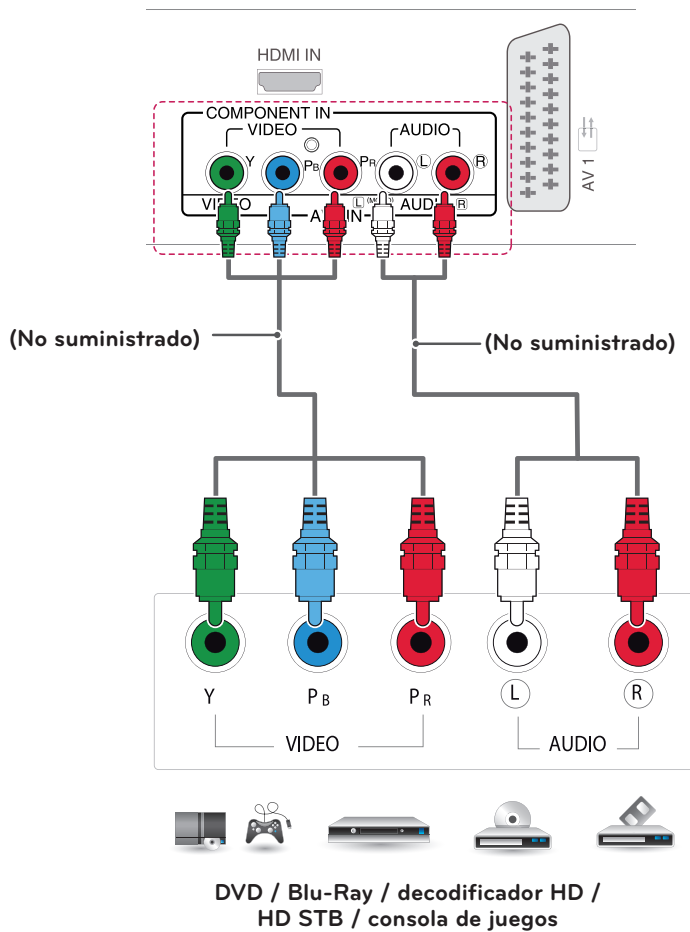 HDMI IN
COMPONENT IN
VIDEO AUDIO
Y PB PR L R
AV 1
AUDIO R
(No suministrado) (No suministrado)
Y PB PR L R
VIDEO AUDIO
DVD / Blu-Ray / decodificador HD /
HD STB / consola de juegos